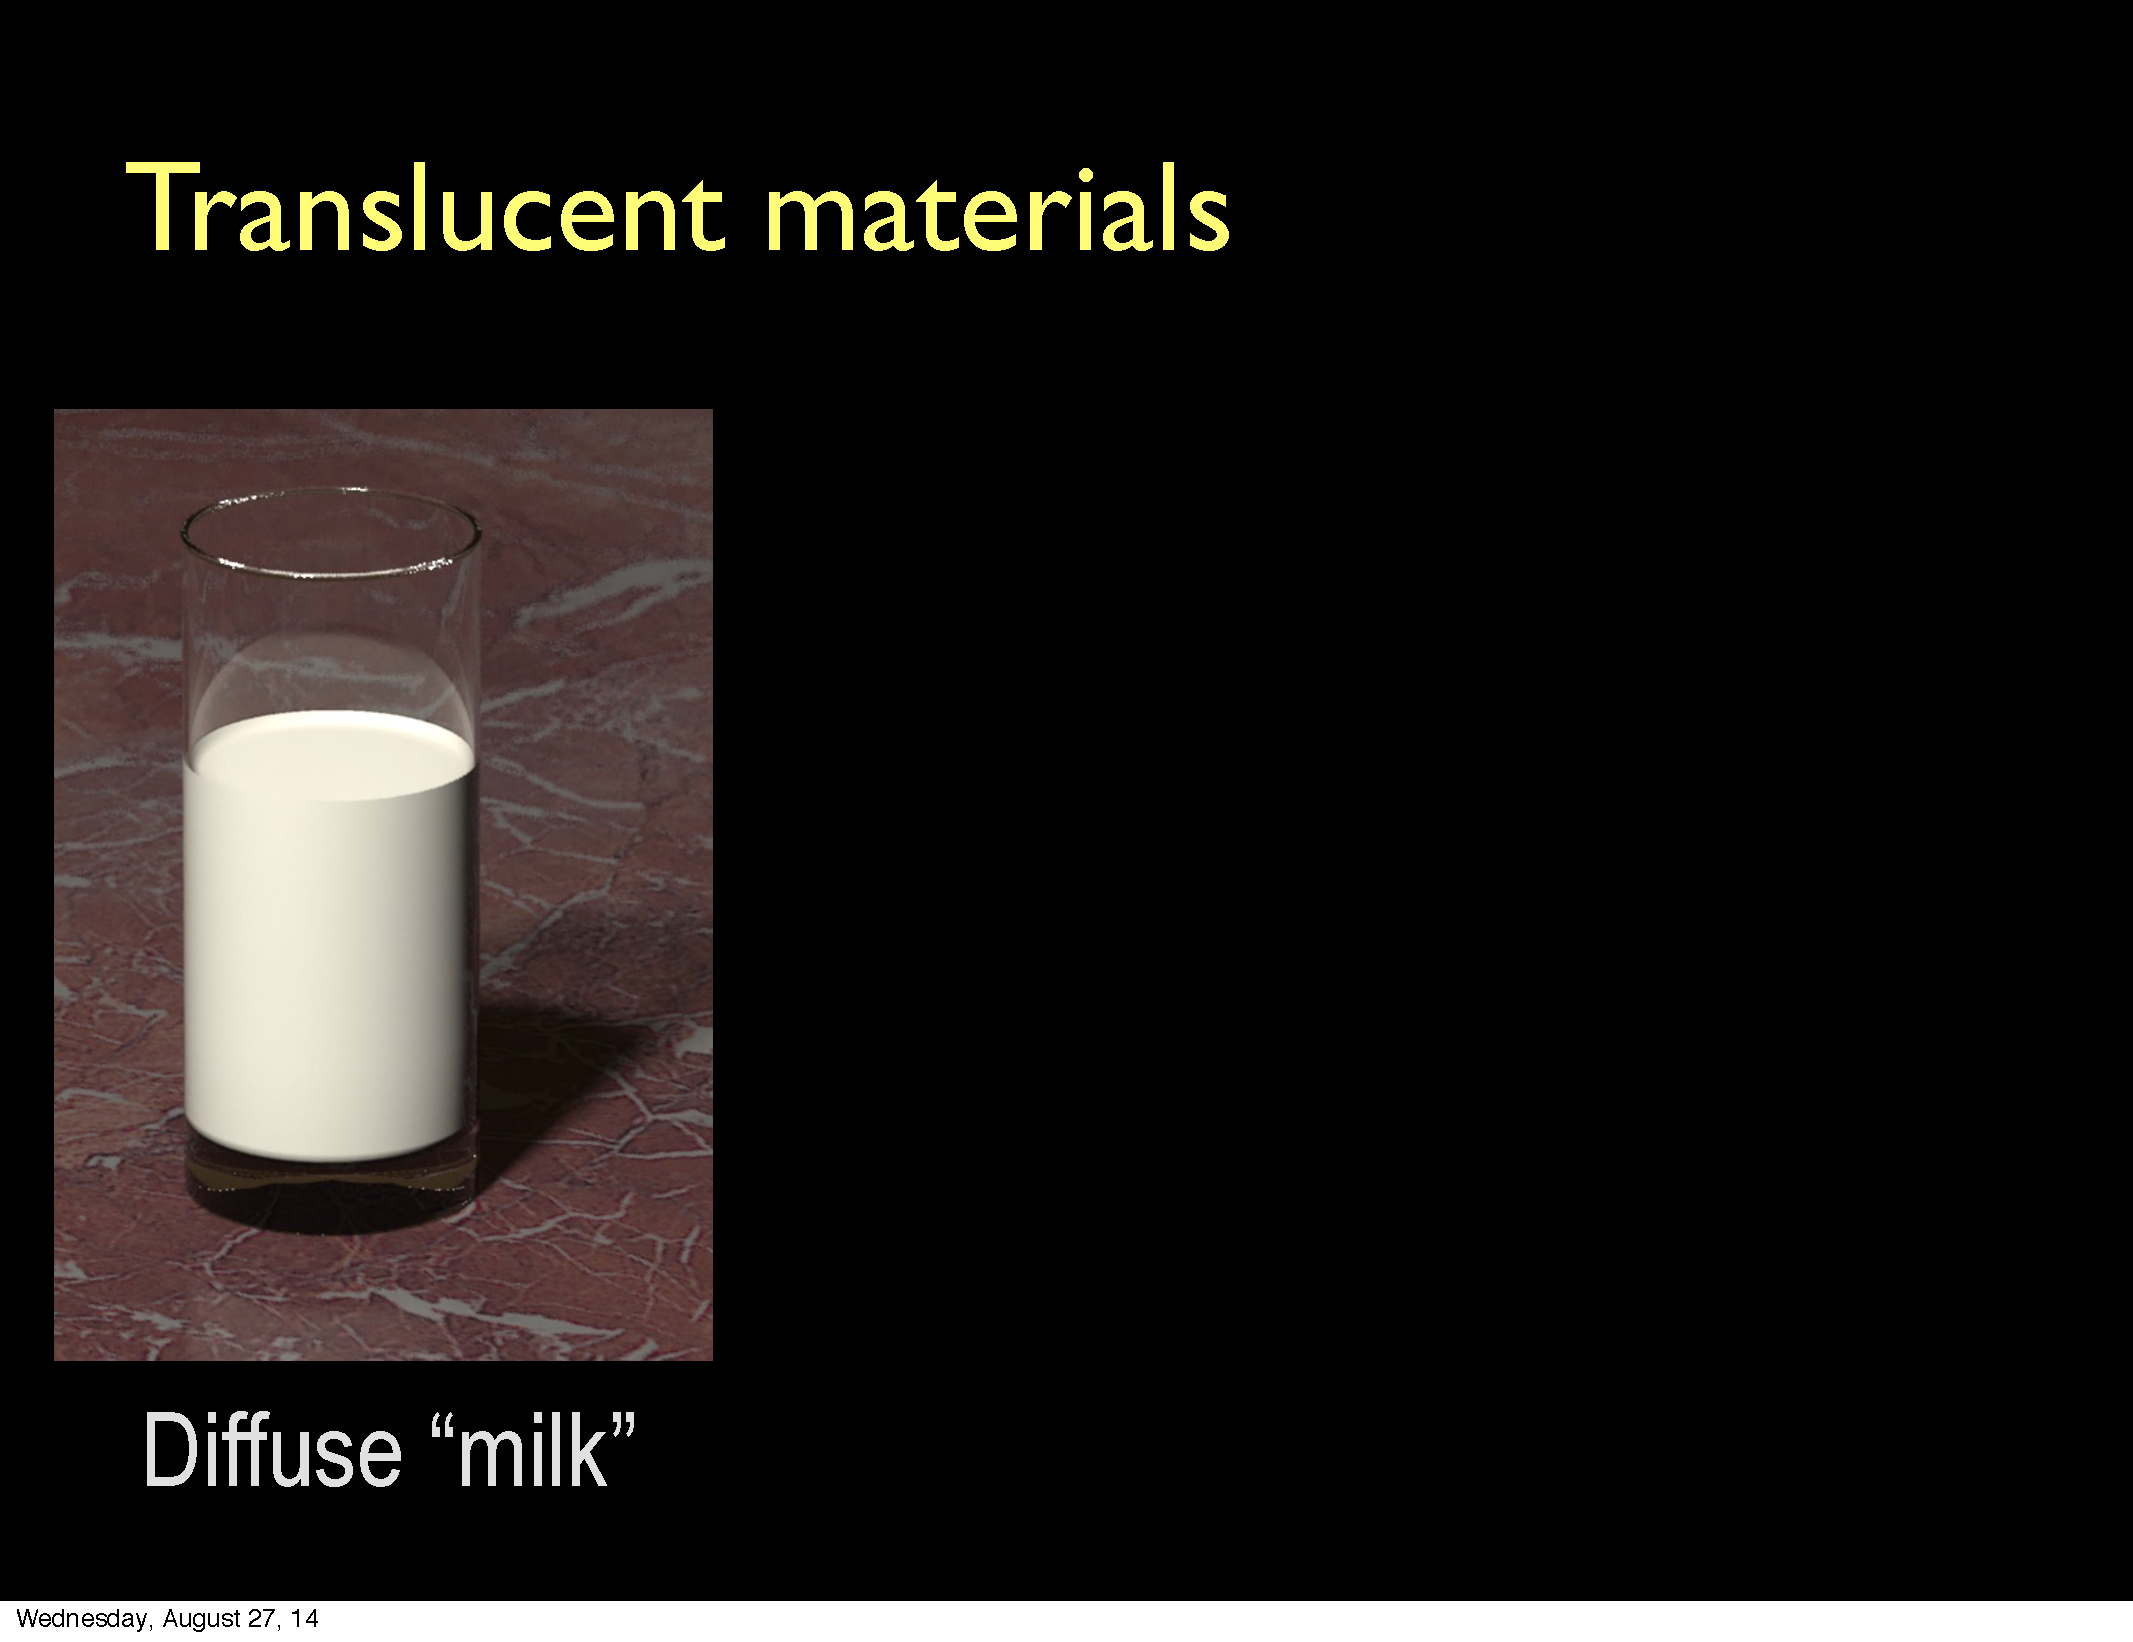 Translucent materials
Diffuse “milk”
Wednesday, August 27, 14